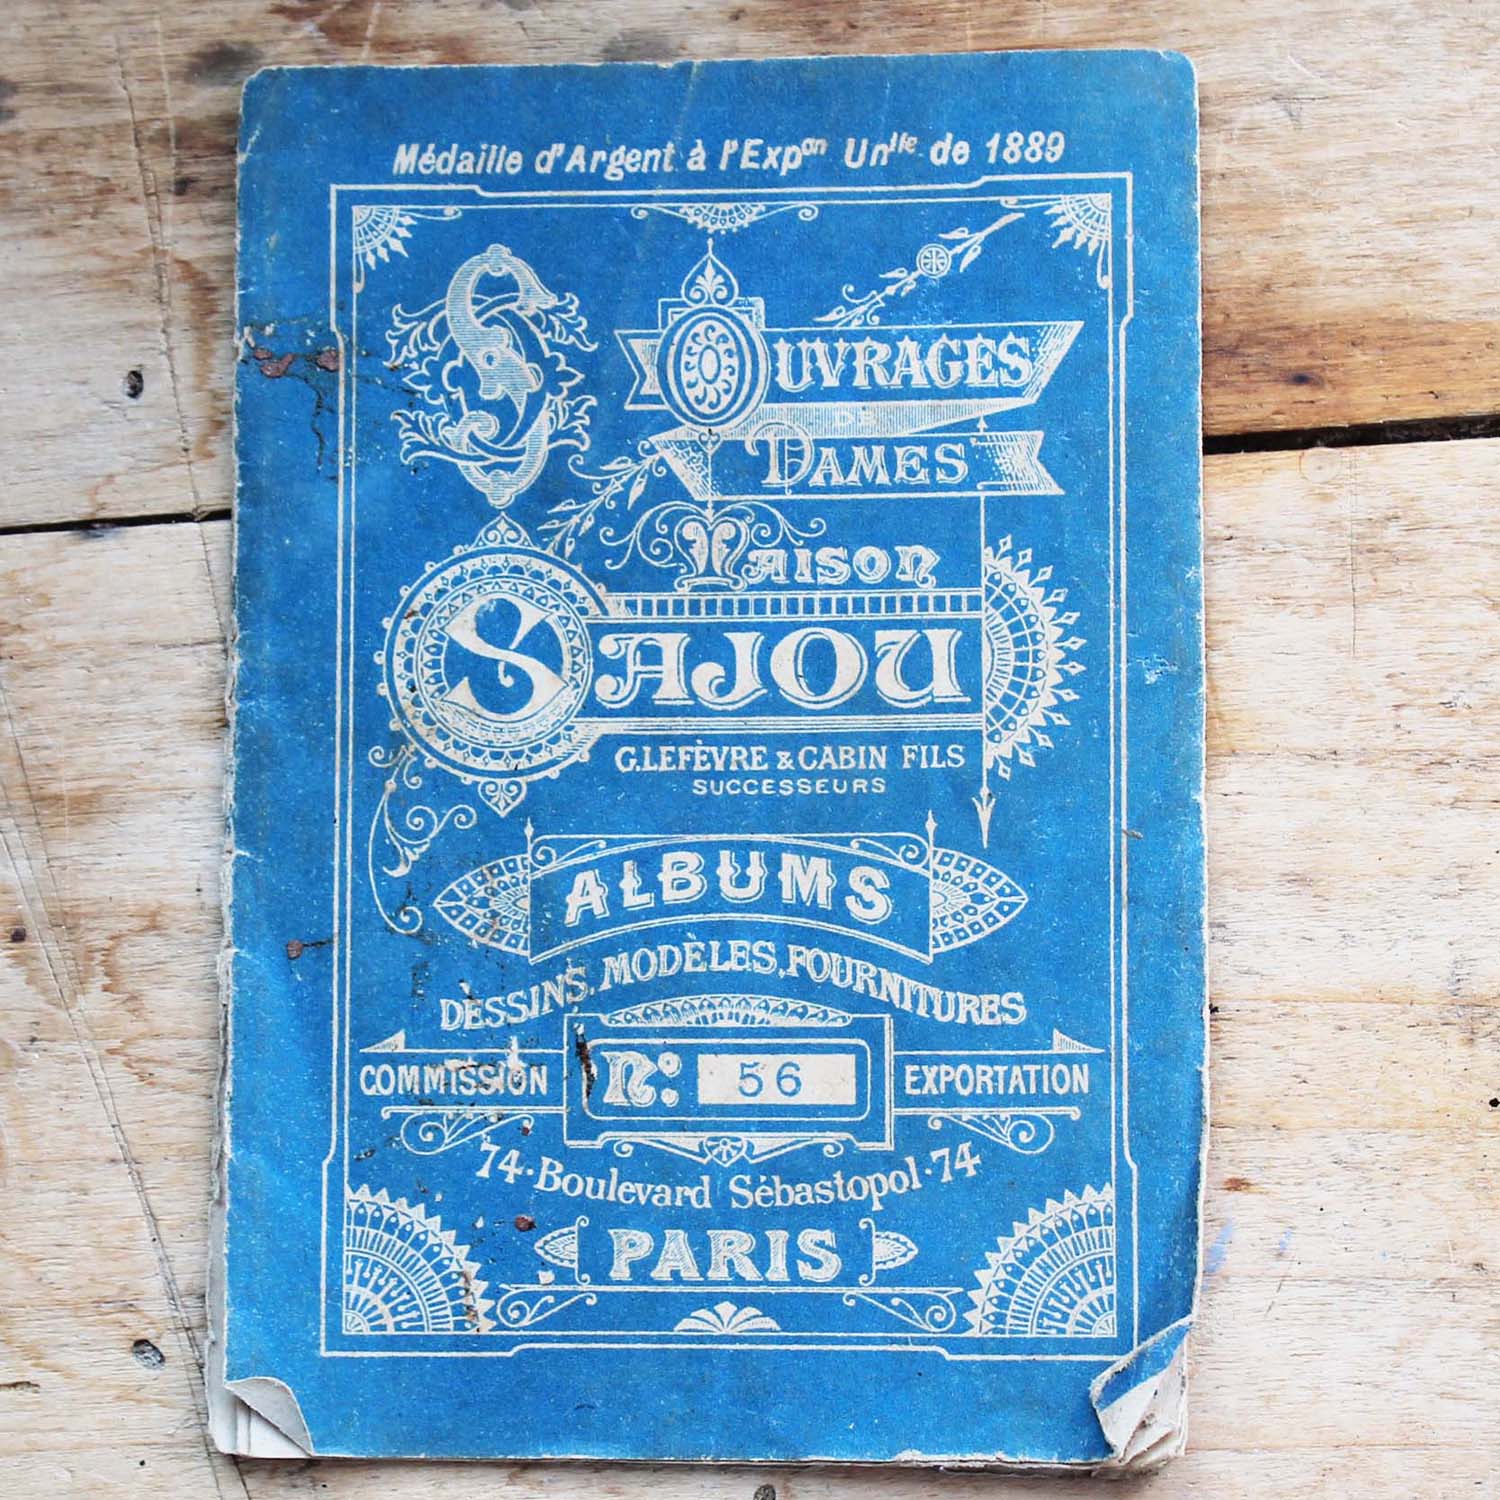 Médaille d'Argent à l'Expon Unlle de 1889
OUVRAGES
DE
DAMES
MAISON
SAJOU
G. LEFÈVRE & CABIN FILS
SUCCESSEURS
ALBUMS
DESSINS, MODÈLES, FOURNITURES
COMMISSION No: 56 EXPORTATION
74 · Boulevard Sébastopol · 74
PARIS